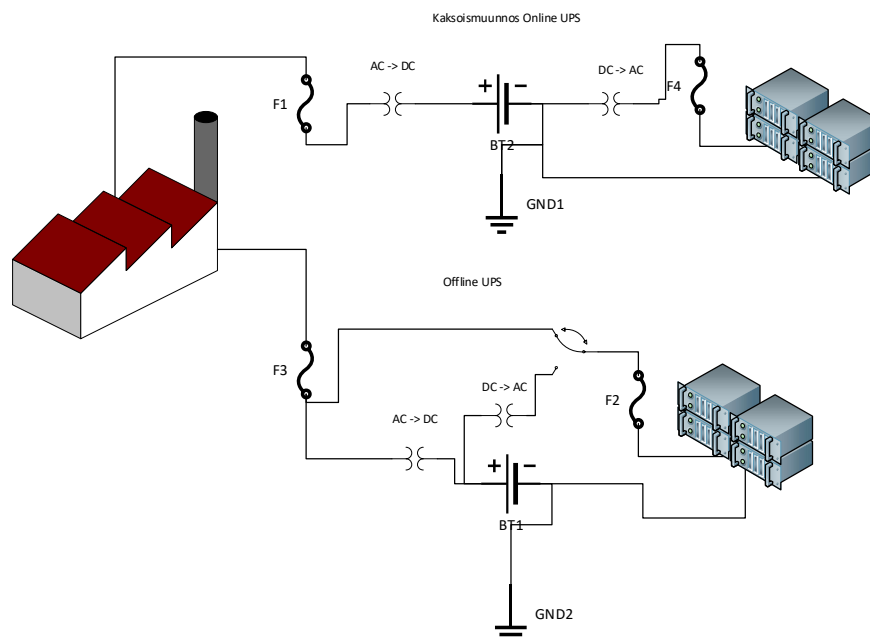 Kaksoismuunnos Online UPS
AC -> DC
DC -> AC
F1
+
−
F4
BT2
GND1
Offline UPS
F3
DC -> AC
F2
AC -> DC
+
−
BT1
GND2